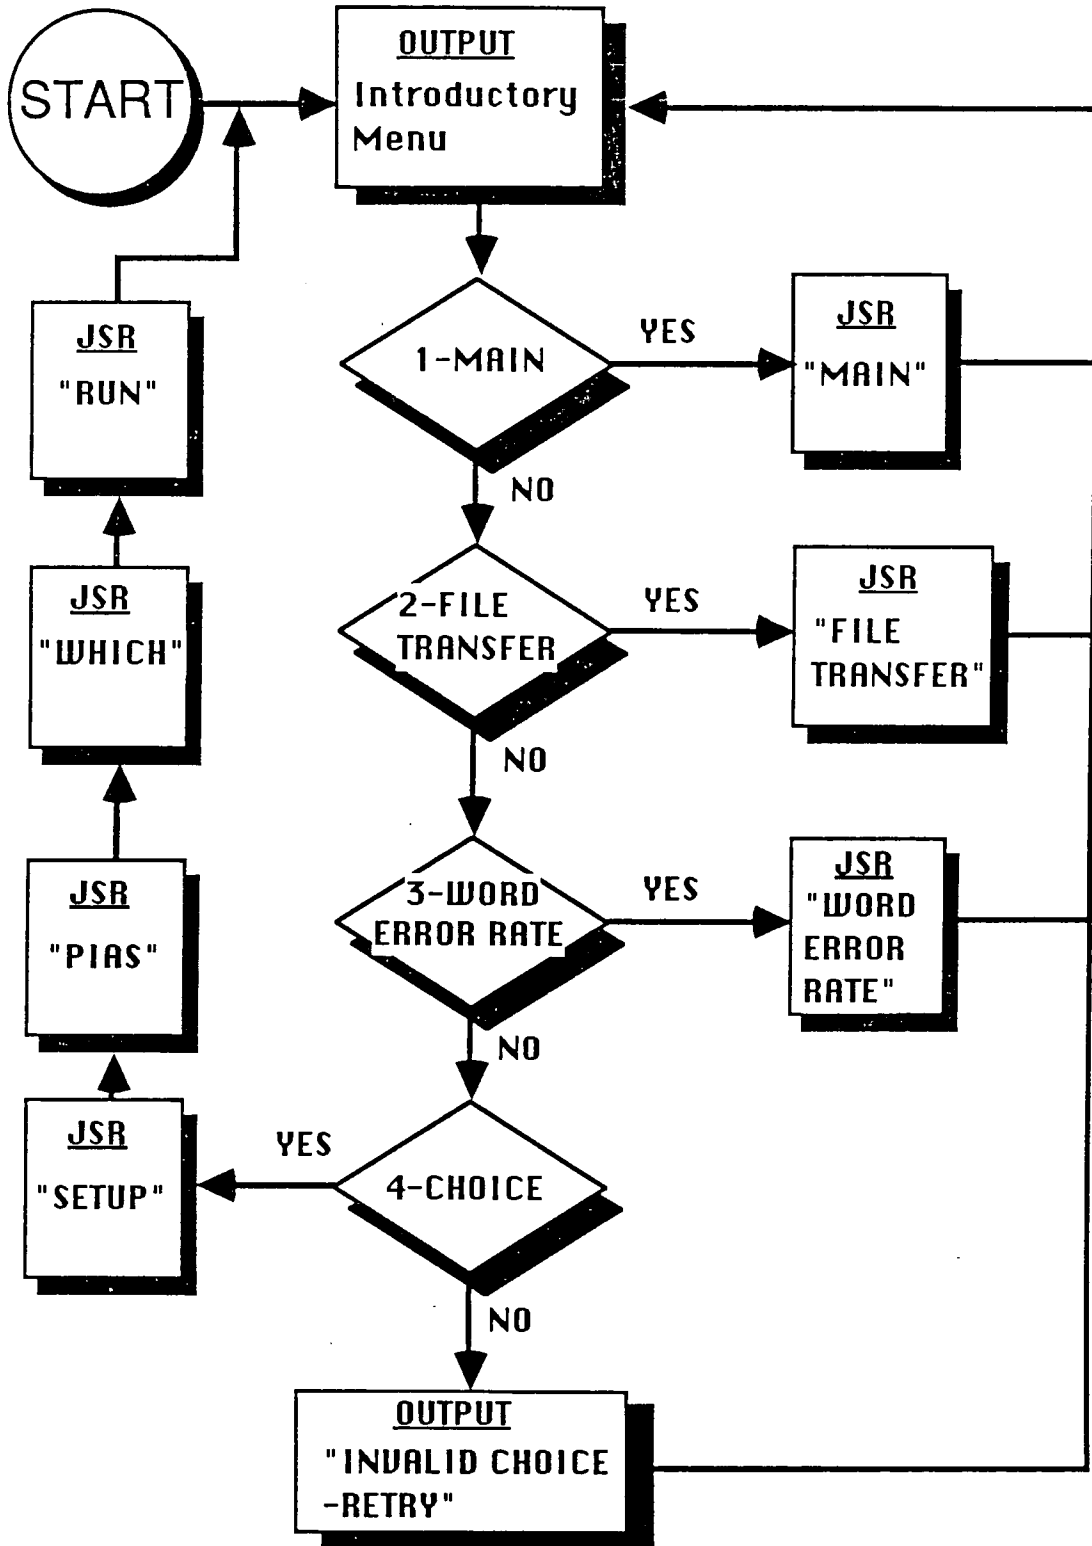 START
OUTPUT
Introductory
Menu
1-MAIN
YES
JSR
"MAIN"
NO
JSR
"RUN"
2-FILE
TRANSFER
YES
JSR
"FILE
TRANSFER"
NO
JSR
"WHICH"
3-WORD
ERROR RATE
YES
JSR
"WORD
ERROR
RATE"
NO
JSR
"PIAS"
4-CHOICE
YES
JSR
"SETUP"
NO
OUTPUT
"INVALID CHOICE
-RETRY"